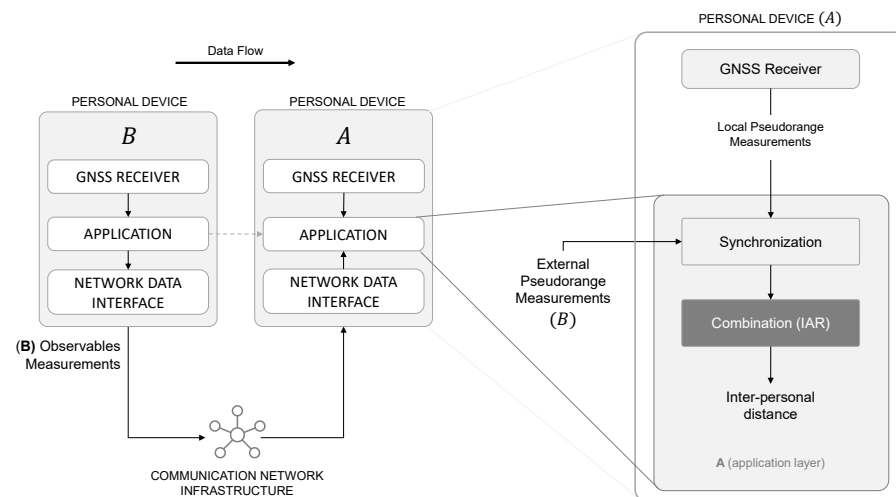 Data Flow
PERSONAL DEVICE
B
GNSS RECEIVER
APPLICATION
NETWORK DATA
INTERFACE
(B) Observables
Measurements
PERSONAL DEVICE
A
GNSS RECEIVER
APPLICATION
NETWORK DATA
INTERFACE
COMMUNICATION NETWORK
INFRASTRUCTURE
PERSONAL DEVICE (A)
GNSS Receiver
Local Pseudorange
Measurements
Synchronization
External
Pseudorange
Measurements
(B)
Combination (IAR)
Inter-personal
distance
A (application layer)